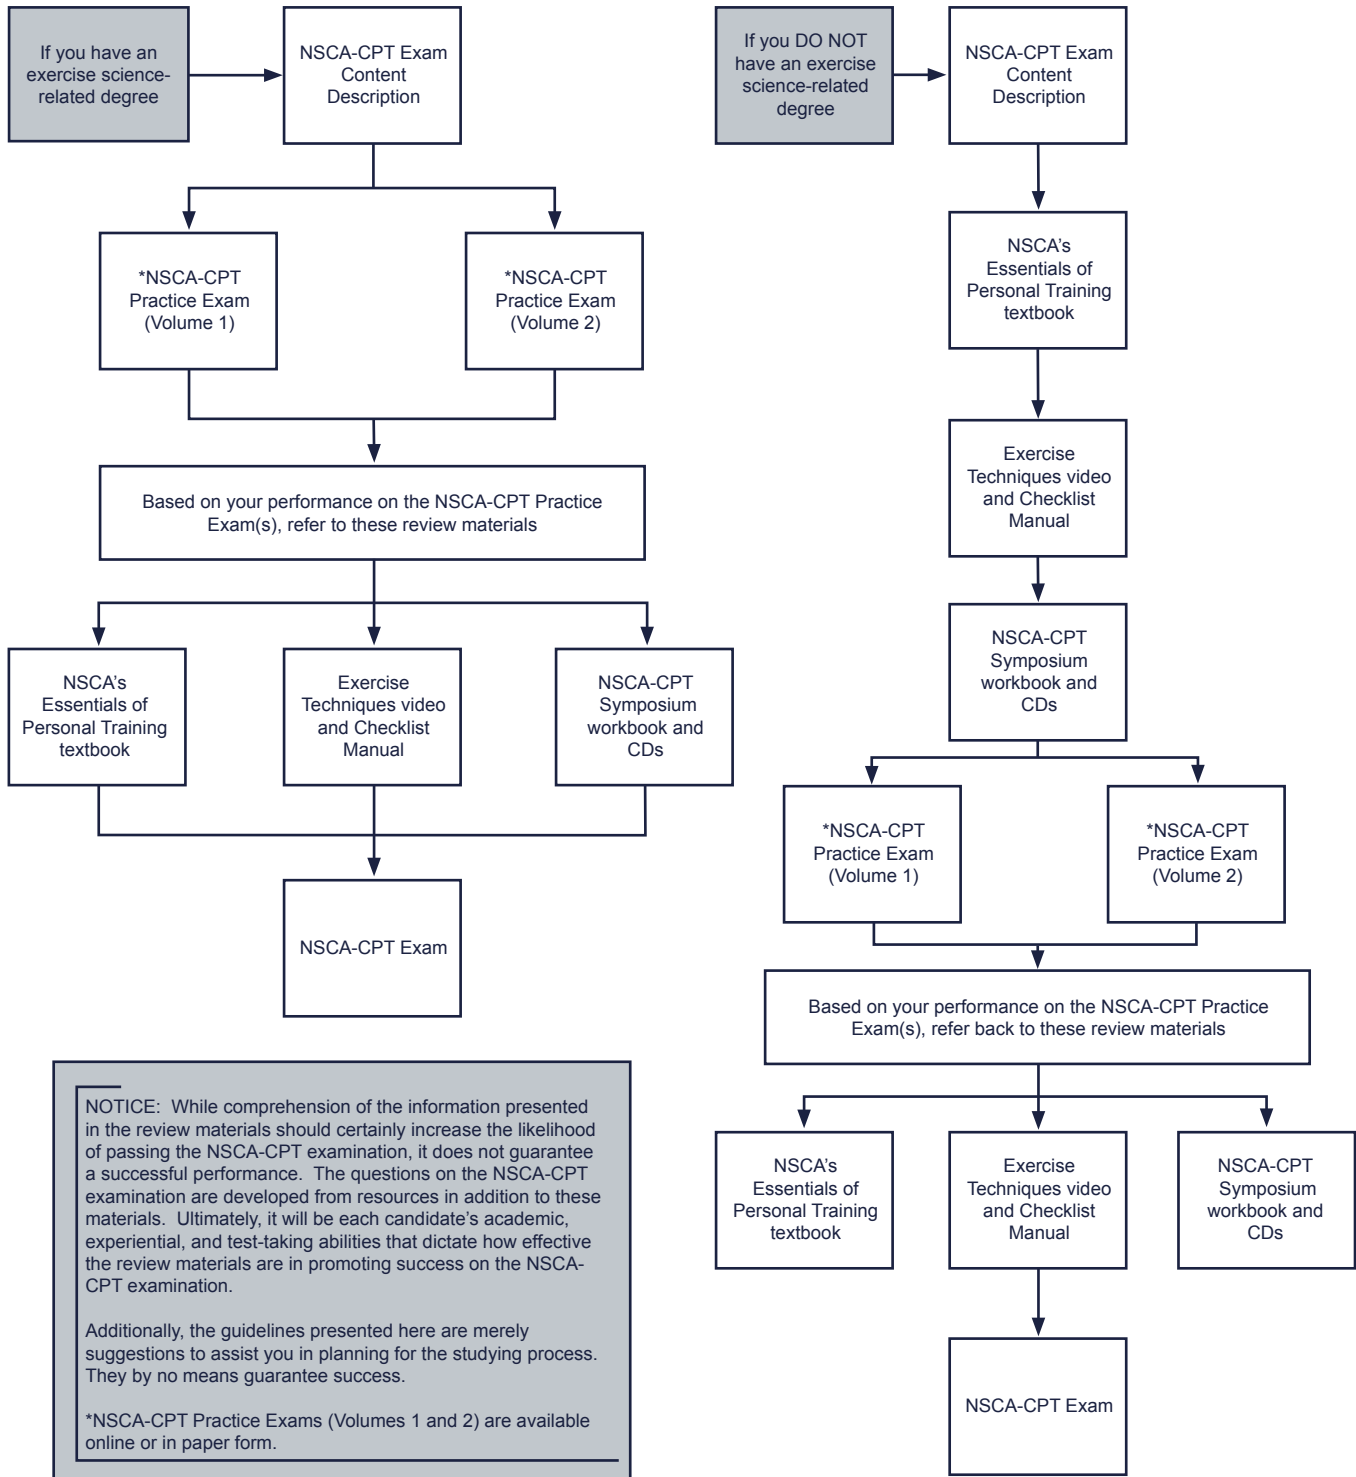 If you have an
exercise science-
related degree
NSCA-CPT Exam
Content
Description
*NSCA-CPT
Practice Exam
(Volume 1)
*NSCA-CPT
Practice Exam
(Volume 2)
Based on your performance on the NSCA-CPT Practice
Exam(s), refer to these review materials
NSCA's
Essentials of
Personal Training
textbook
Exercise
Techniques video
and Checklist
Manual
NSCA-CPT
Symposium
workbook and
CDs
NSCA-CPT Exam
NOTICE:  While comprehension of the information presented
in the review materials should certainly increase the likelihood
of passing the NSCA-CPT examination, it does not guarantee
a successful performance.  The questions on the NSCA-CPT
examination are developed from resources in addition to these
materials.  Ultimately, it will be each candidate's academic,
experiential, and test-taking abilities that dictate how effective
the review materials are in promoting success on the NSCA-
CPT examination.
Additionally, the guidelines presented here are merely
suggestions to assist you in planning for the studying process.
They by no means guarantee success.
*NSCA-CPT Practice Exams (Volumes 1 and 2) are available
online or in paper form.
If you DO NOT
have an exercise
science-related
degree
NSCA-CPT Exam
Content
Description
NSCA's
Essentials of
Personal Training
textbook
Exercise
Techniques video
and Checklist
Manual
NSCA-CPT
Symposium
workbook and
CDs
*NSCA-CPT
Practice Exam
(Volume 1)
*NSCA-CPT
Practice Exam
(Volume 2)
Based on your performance on the NSCA-CPT Practice
Exam(s), refer back to these review materials
NSCA's
Essentials of
Personal Training
textbook
Exercise
Techniques video
and Checklist
Manual
NSCA-CPT
Symposium
workbook and
CDs
NSCA-CPT Exam